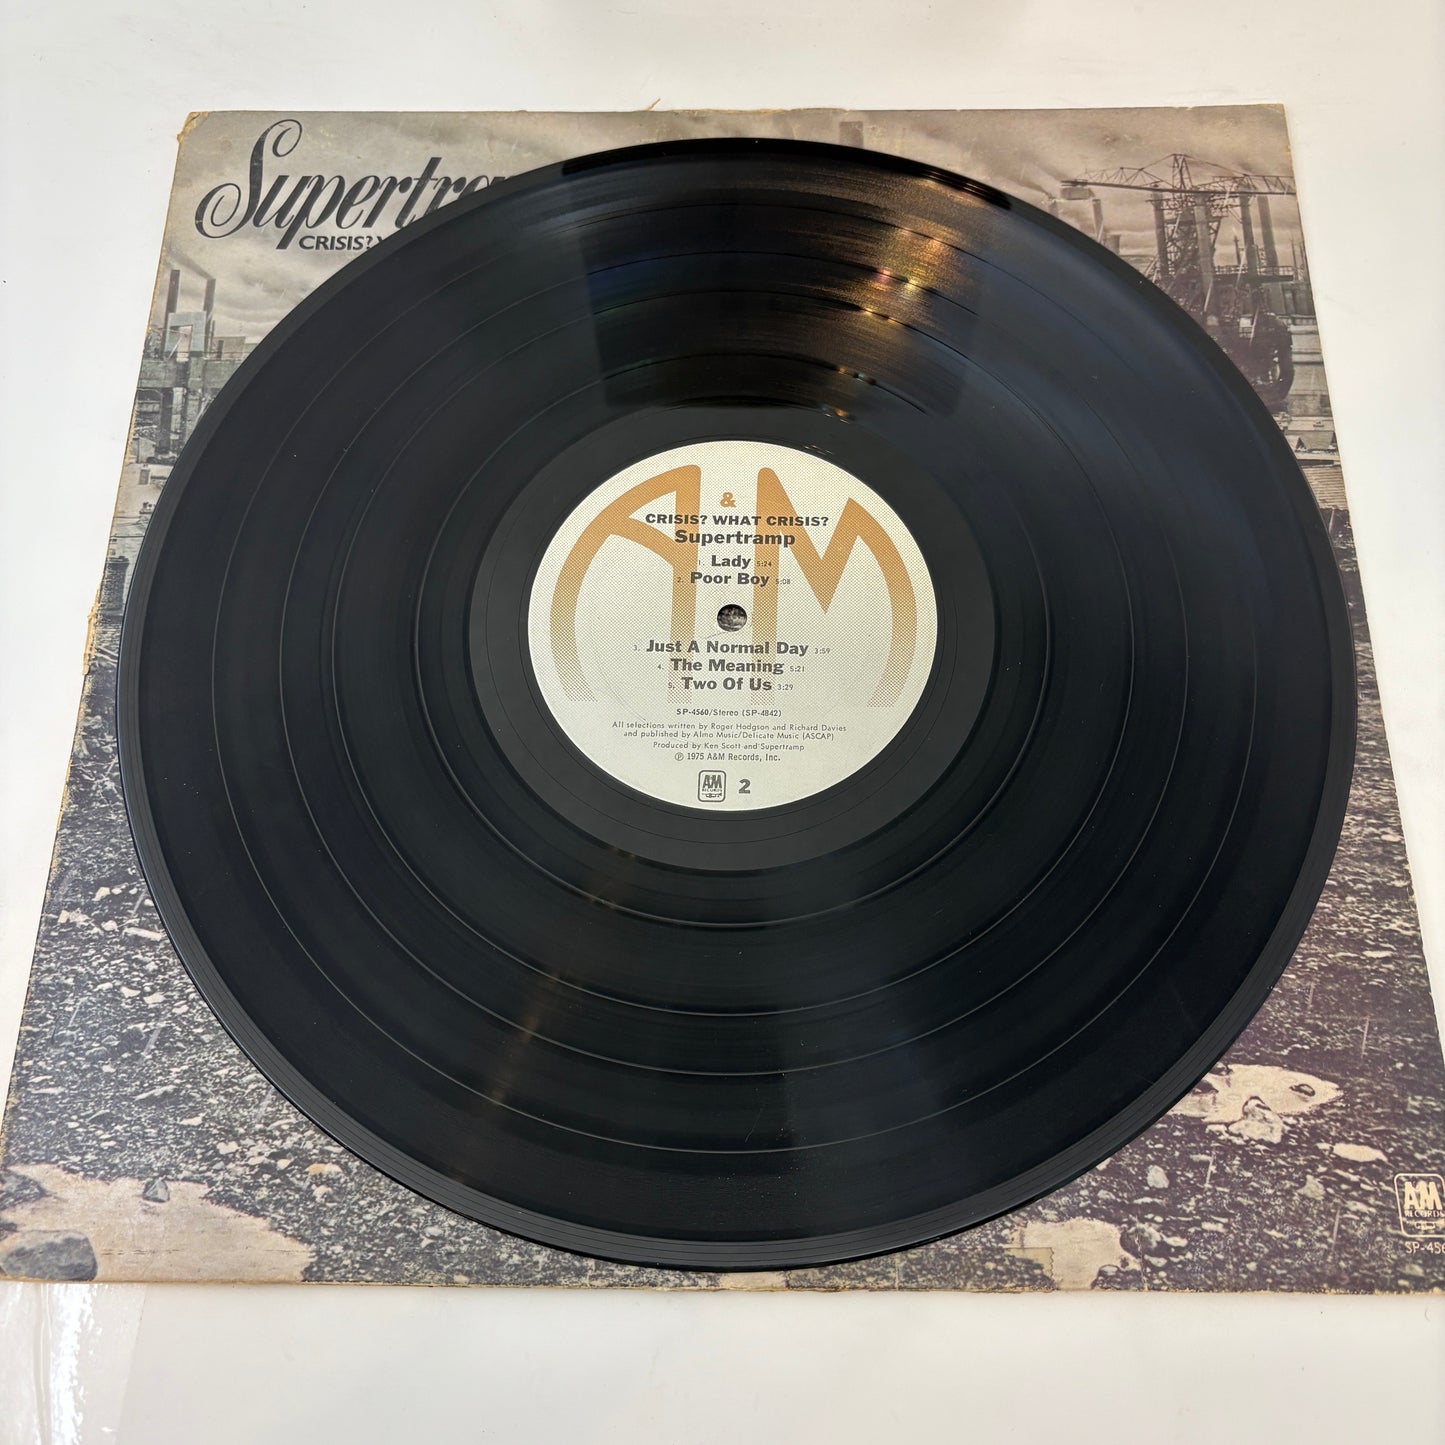 Supertra
CRISIS?
&
A M
CRISIS? WHAT CRISIS?
Supertramp
1. Lady 5:24
2. Poor Boy 5:08
3. Just A Normal Day 3:59
4. The Meaning 5:21
5. Two Of Us 3:29
SP-4560/Stereo (SP-4842)
All selections written by Roger Hodgson and Richard Davies
and published by Almo Music/Delicate Music (ASCAP)
Produced by Ken Scott and Supertramp
℗ 1975 A&M Records, Inc.
A&M
RECORDS
2
A&M
RECORDS
SP-456